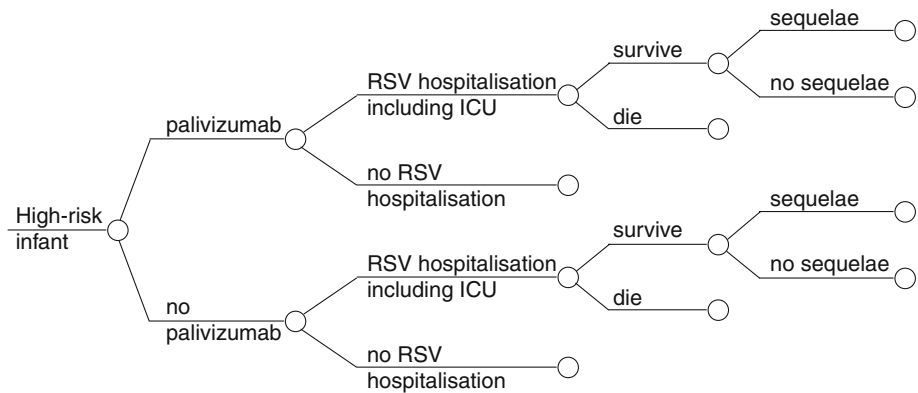 High-risk
infant
palivizumab
RSV hospitalisation
including ICU
survive
sequelae
no sequelae
die
no RSV
hospitalisation
no
palivizumab
RSV hospitalisation
including ICU
survive
sequelae
no sequelae
die
no RSV
hospitalisation